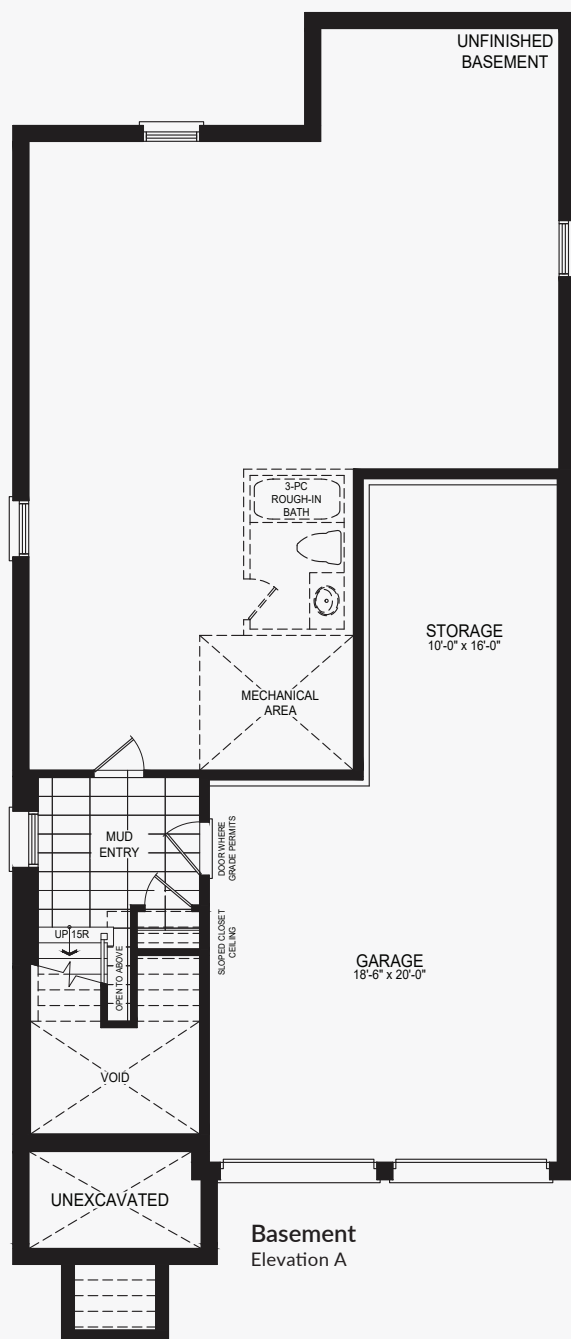 UNFINISHED
BASEMENT
3-PC
ROUGH-IN
BATH
STORAGE
10'-0" x 16'-0"
MECHANICAL
AREA
MUD
ENTRY
DOOR WHERE
GRADE PERMITS
UP 15R
OPEN TO ABOVE
SLOPED CLOSET
CEILING
GARAGE
18'-6" x 20'-0"
VOID
UNEXCAVATED
Basement
Elevation A